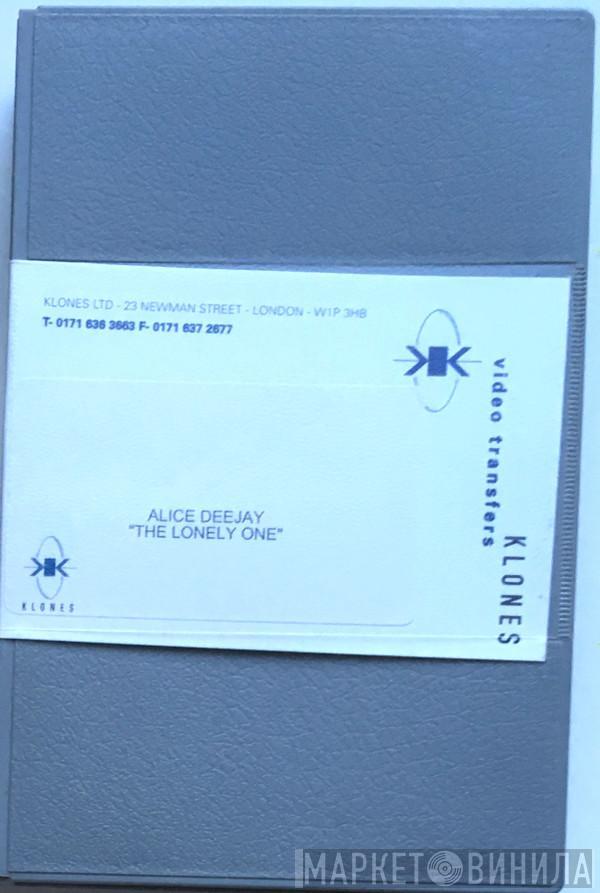 KLONES LTD - 23 NEWMAN STREET - LONDON - W1P 3HB
T- 0171 636 3663 F- 0171 637 2677
video transfers
KLONES
ALICE DEEJAY
"THE LONELY ONE"
KLONES
МАРКЕТ ВИНИЛА